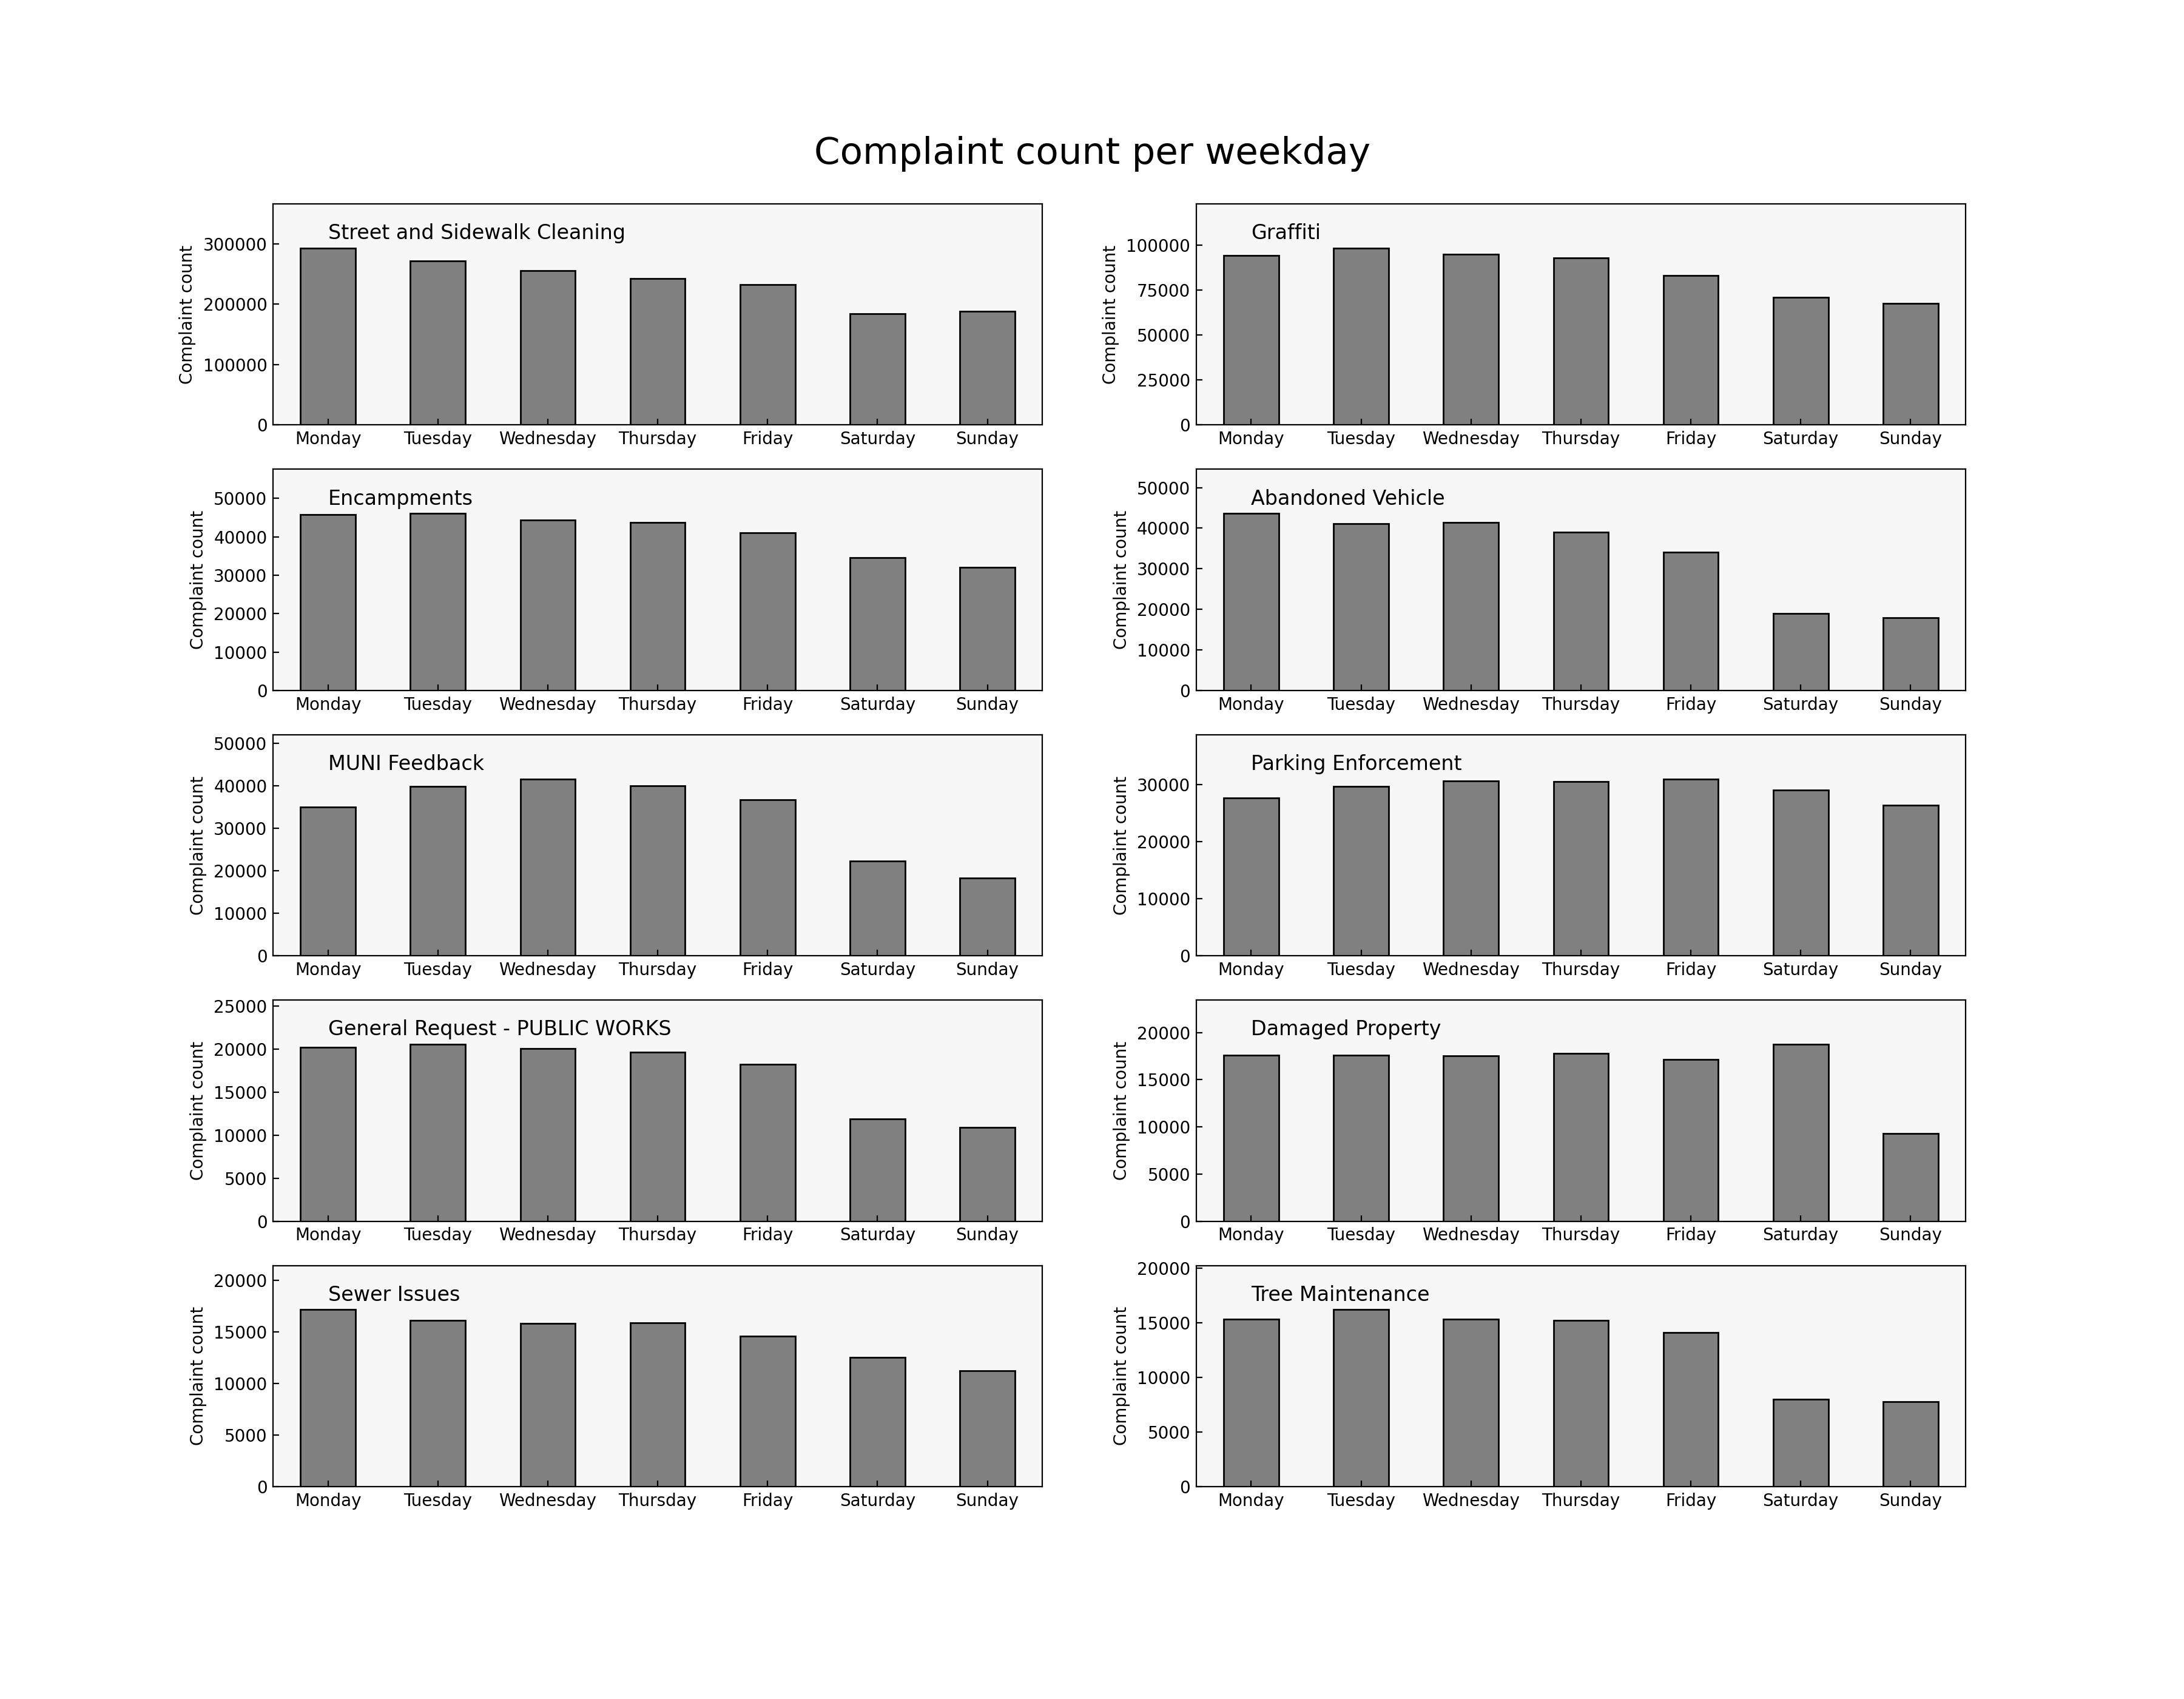 Complaint count per weekday
Street and Sidewalk Cleaning
Complaint count
300000
200000
100000
0
Monday Tuesday Wednesday Thursday Friday Saturday Sunday
Graffiti
Complaint count
100000
75000
50000
25000
0
Monday Tuesday Wednesday Thursday Friday Saturday Sunday
Encampments
Complaint count
50000
40000
30000
20000
10000
0
Monday Tuesday Wednesday Thursday Friday Saturday Sunday
Abandoned Vehicle
Complaint count
50000
40000
30000
20000
10000
0
Monday Tuesday Wednesday Thursday Friday Saturday Sunday
MUNI Feedback
Complaint count
50000
40000
30000
20000
10000
0
Monday Tuesday Wednesday Thursday Friday Saturday Sunday
Parking Enforcement
Complaint count
30000
20000
10000
0
Monday Tuesday Wednesday Thursday Friday Saturday Sunday
General Request - PUBLIC WORKS
Complaint count
25000
20000
15000
10000
5000
0
Monday Tuesday Wednesday Thursday Friday Saturday Sunday
Damaged Property
Complaint count
20000
15000
10000
5000
0
Monday Tuesday Wednesday Thursday Friday Saturday Sunday
Sewer Issues
Complaint count
20000
15000
10000
5000
0
Monday Tuesday Wednesday Thursday Friday Saturday Sunday
Tree Maintenance
Complaint count
20000
15000
10000
5000
0
Monday Tuesday Wednesday Thursday Friday Saturday Sunday